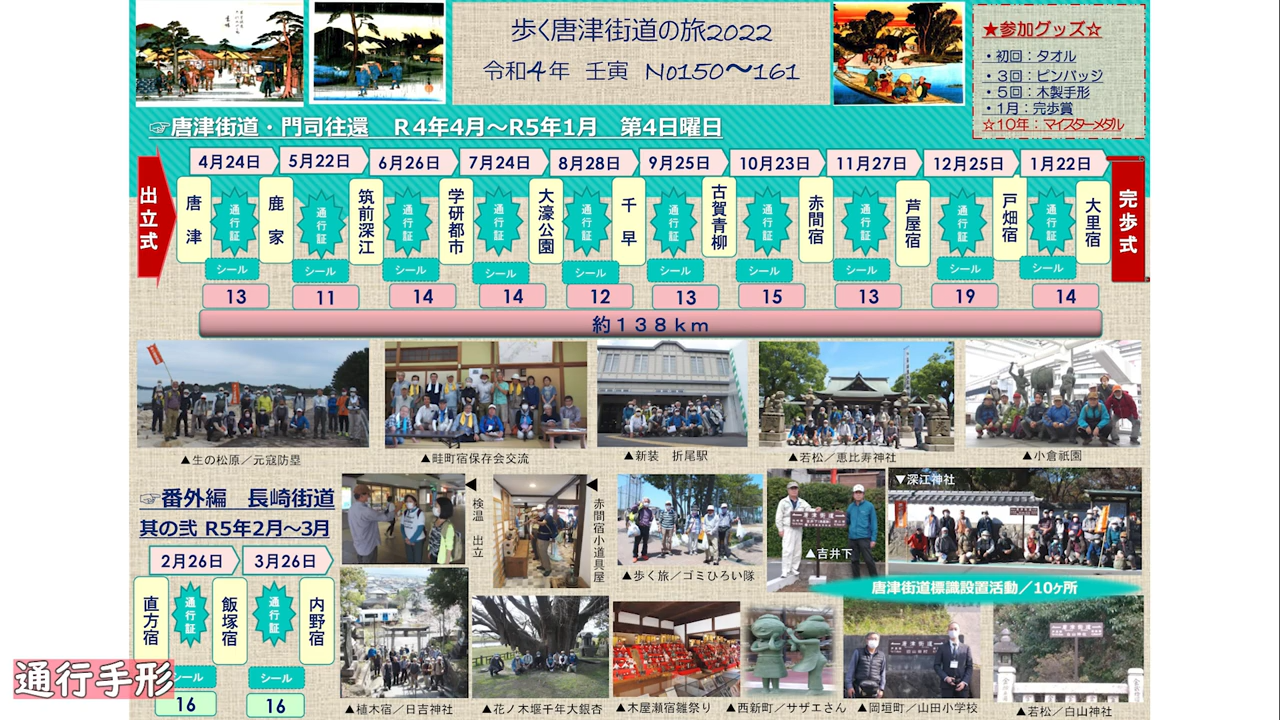 歩く唐津街道の旅2022
令和4年 壬寅 No150～161
★参加グッズ☆
・初回：タオル
・３回：ピンバッジ
・５回：木製手形
・１月：完歩賞
☆10年：マイスターメダル
☞唐津街道・門司往還 Ｒ4年4月～R5年1月 第4日曜日
4月24日 5月22日 6月26日 7月24日 8月28日 9月25日 10月23日 11月27日 12月25日 1月22日
出立式
唐津
通行証
鹿家
通行証
筑前深江
通行証
学研都市
通行証
大濠公園
通行証
千早
通行証
古賀青柳
通行証
赤間宿
通行証
芦屋宿
通行証
戸畑宿
通行証
大里宿
完歩式
シール シール シール シール シール シール シール シール シール シール
13 11 14 14 12 13 15 13 19 14
約１３８ｋｍ
▲生の松原／元寇防塁
▲畦町宿保存会交流
▲新装 折尾駅
▲若松／恵比寿神社
▲小倉祇園
☞番外編 長崎街道
其の弐 R5年2月～3月
2月26日 3月26日
直方宿
通行証
飯塚宿
通行証
内野宿
シール シール
16 16
◀検温 出立
◀赤間宿小道具屋
▲歩く旅／ゴミひろい隊
▲吉井下
▼深江神社
唐津街道標識設置活動／10ヶ所
▲植木宿／日吉神社
▲花ノ木堰千年大銀杏
▲木屋瀬宿雛祭り
▲西新町／サザエさん
▲岡垣町／山田小学校
▲若松／白山神社
通行手形